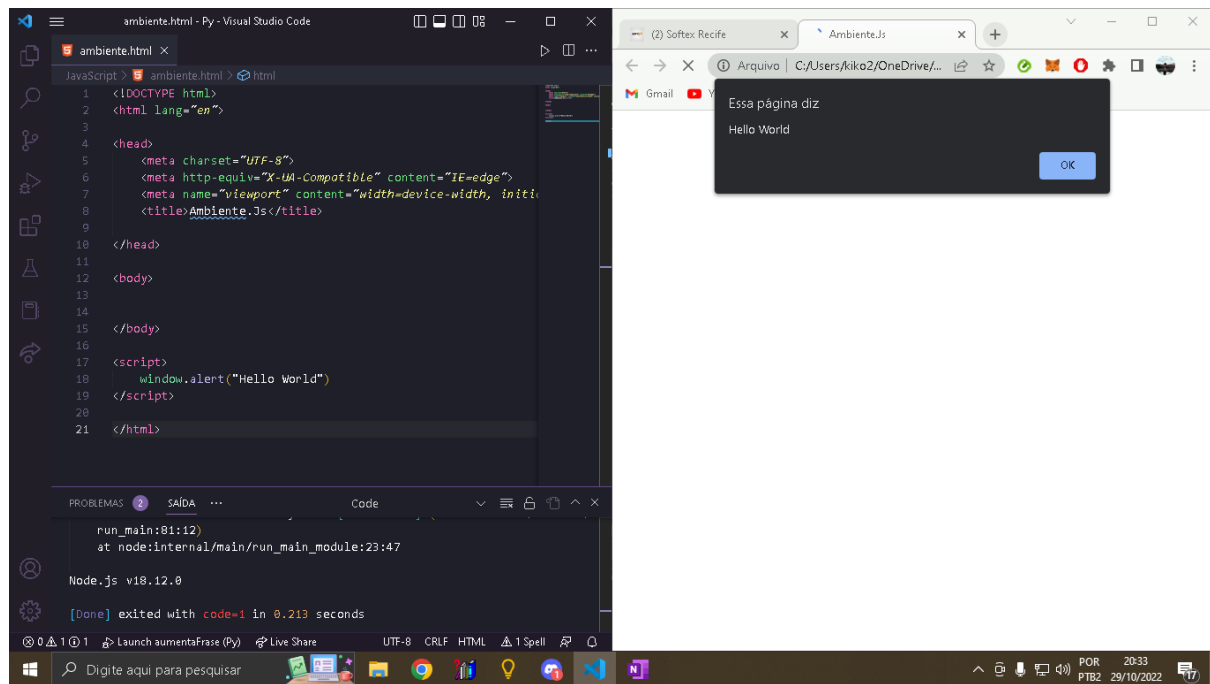 ambiente.html - Py - Visual Studio Code
ambiente.html
JavaScript > ambiente.html > html
1 <!DOCTYPE html>
2 <html lang="en">
3
4 <head>
5 <meta charset="UTF-8">
6 <meta http-equiv="X-UA-Compatible" content="IE=edge">
7 <meta name="viewport" content="width=device-width, initi
8 <title>Ambiente.Js</title>
9
10 </head>
11
12 <body>
13
14
15 </body>
16
17 <script>
18 window.alert("Hello World")
19 </script>
20
21 </html>
PROBLEMAS 2 SAÍDA ... Code
run_main:81:12)
at node:internal/main/run_main_module:23:47
Node.js v18.12.0
[Done] exited with code=1 in 0.213 seconds
0 1 1 Launch aumentaFrase (Py) Live Share UTF-8 CRLF HTML 1 Spell
(2) Softex Recife
Ambiente.Js
Arquivo | C:/Users/kiko2/OneDrive/...
Gmail Y
Essa página diz
Hello World
OK
Digite aqui para pesquisar
N
POR 20:33
PTB2 29/10/2022
17